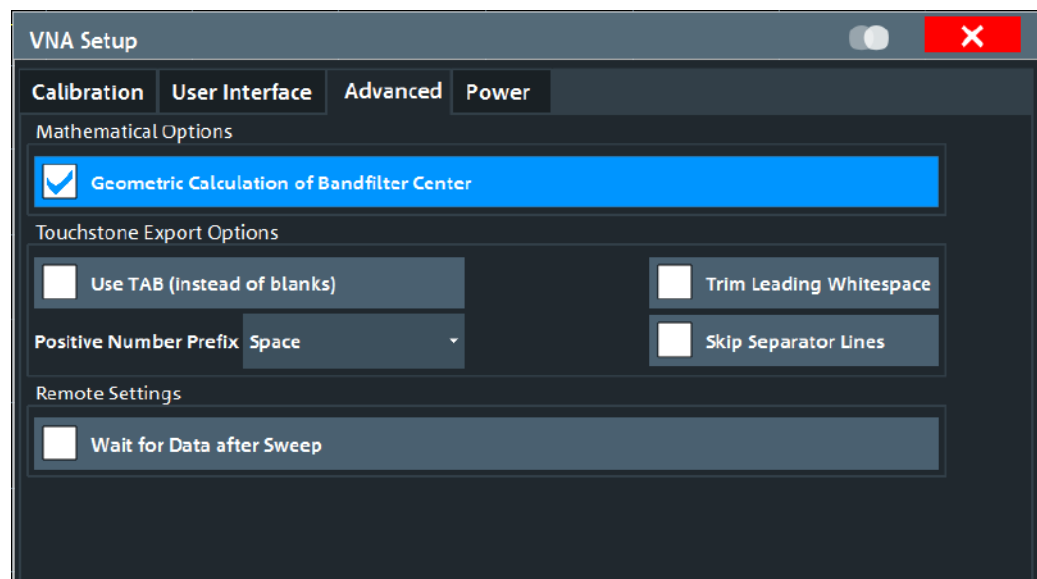 VNA Setup
Calibration User Interface Advanced Power
Mathematical Options
Geometric Calculation of Bandfilter Center
Touchstone Export Options
Use TAB (instead of blanks) Trim Leading Whitespace
Positive Number Prefix Space Skip Separator Lines
Remote Settings
Wait for Data after Sweep